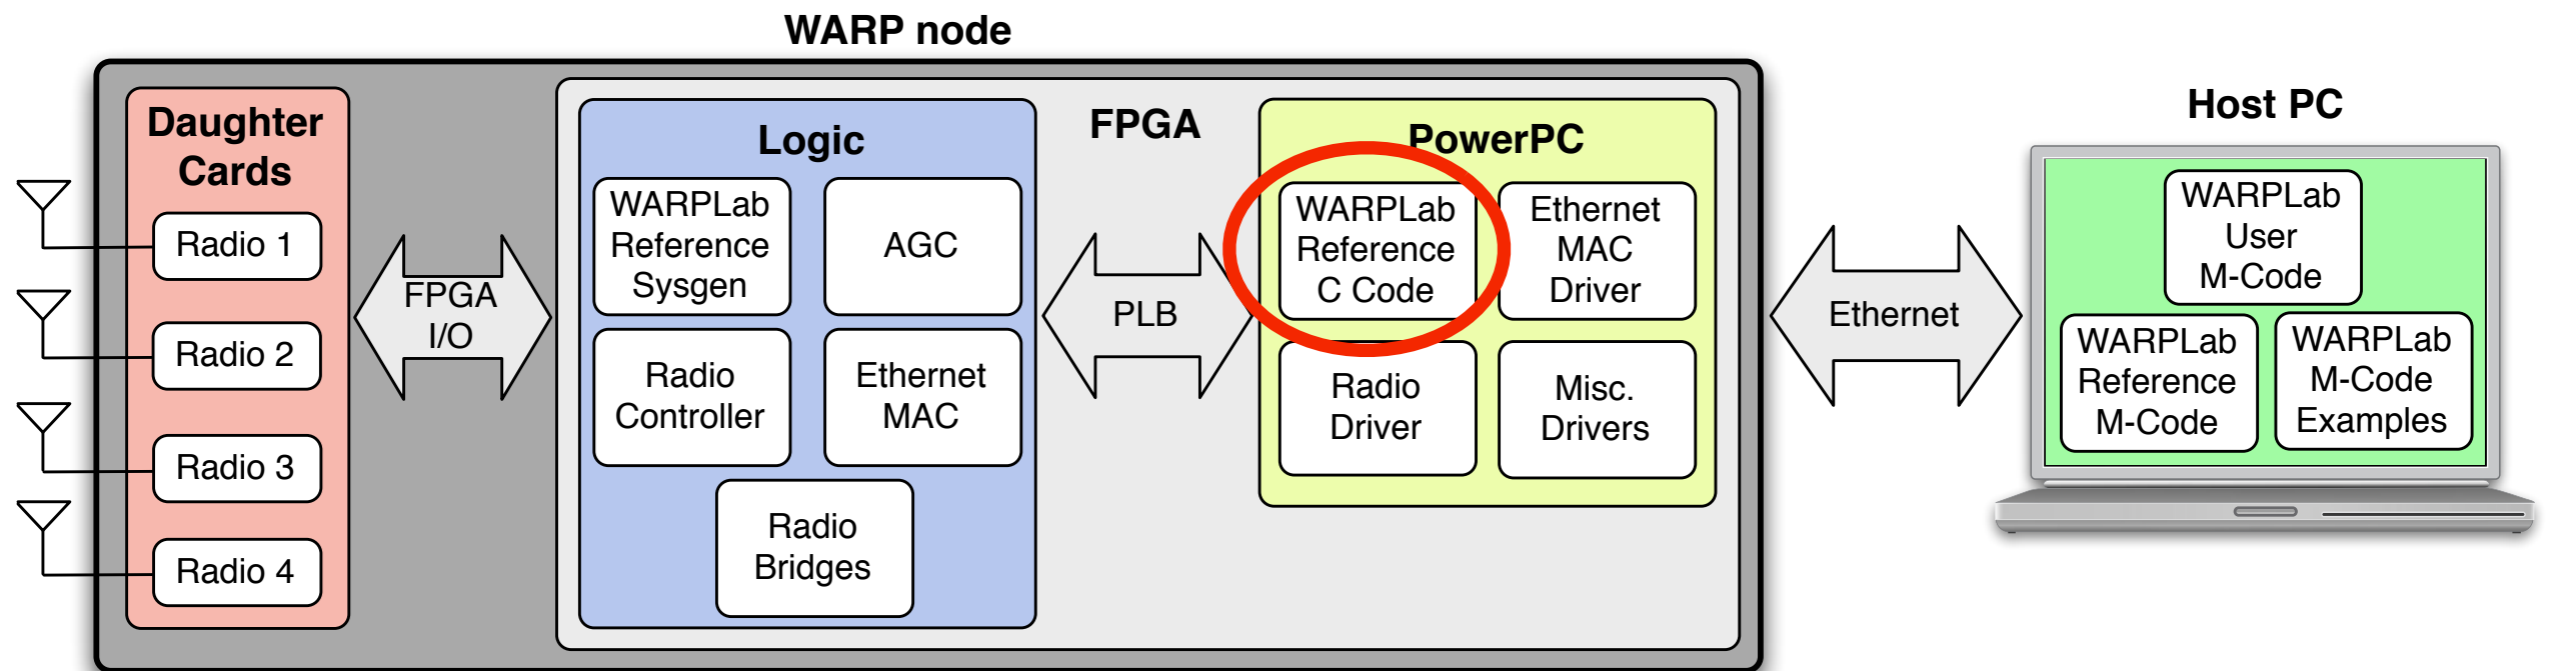 WARP node
Daughter
Cards
Radio 1
Radio 2
Radio 3
Radio 4
FPGA
I/O
FPGA
Logic
WARPLab
Reference
Sysgen
AGC
Radio
Controller
Ethernet
MAC
Radio
Bridges
PLB
PowerPC
WARPLab
Reference
C Code
Ethernet
MAC
Driver
Radio
Driver
Misc.
Drivers
Ethernet
Host PC
WARPLab
User
M-Code
WARPLab
Reference
M-Code
WARPLab
M-Code
Examples